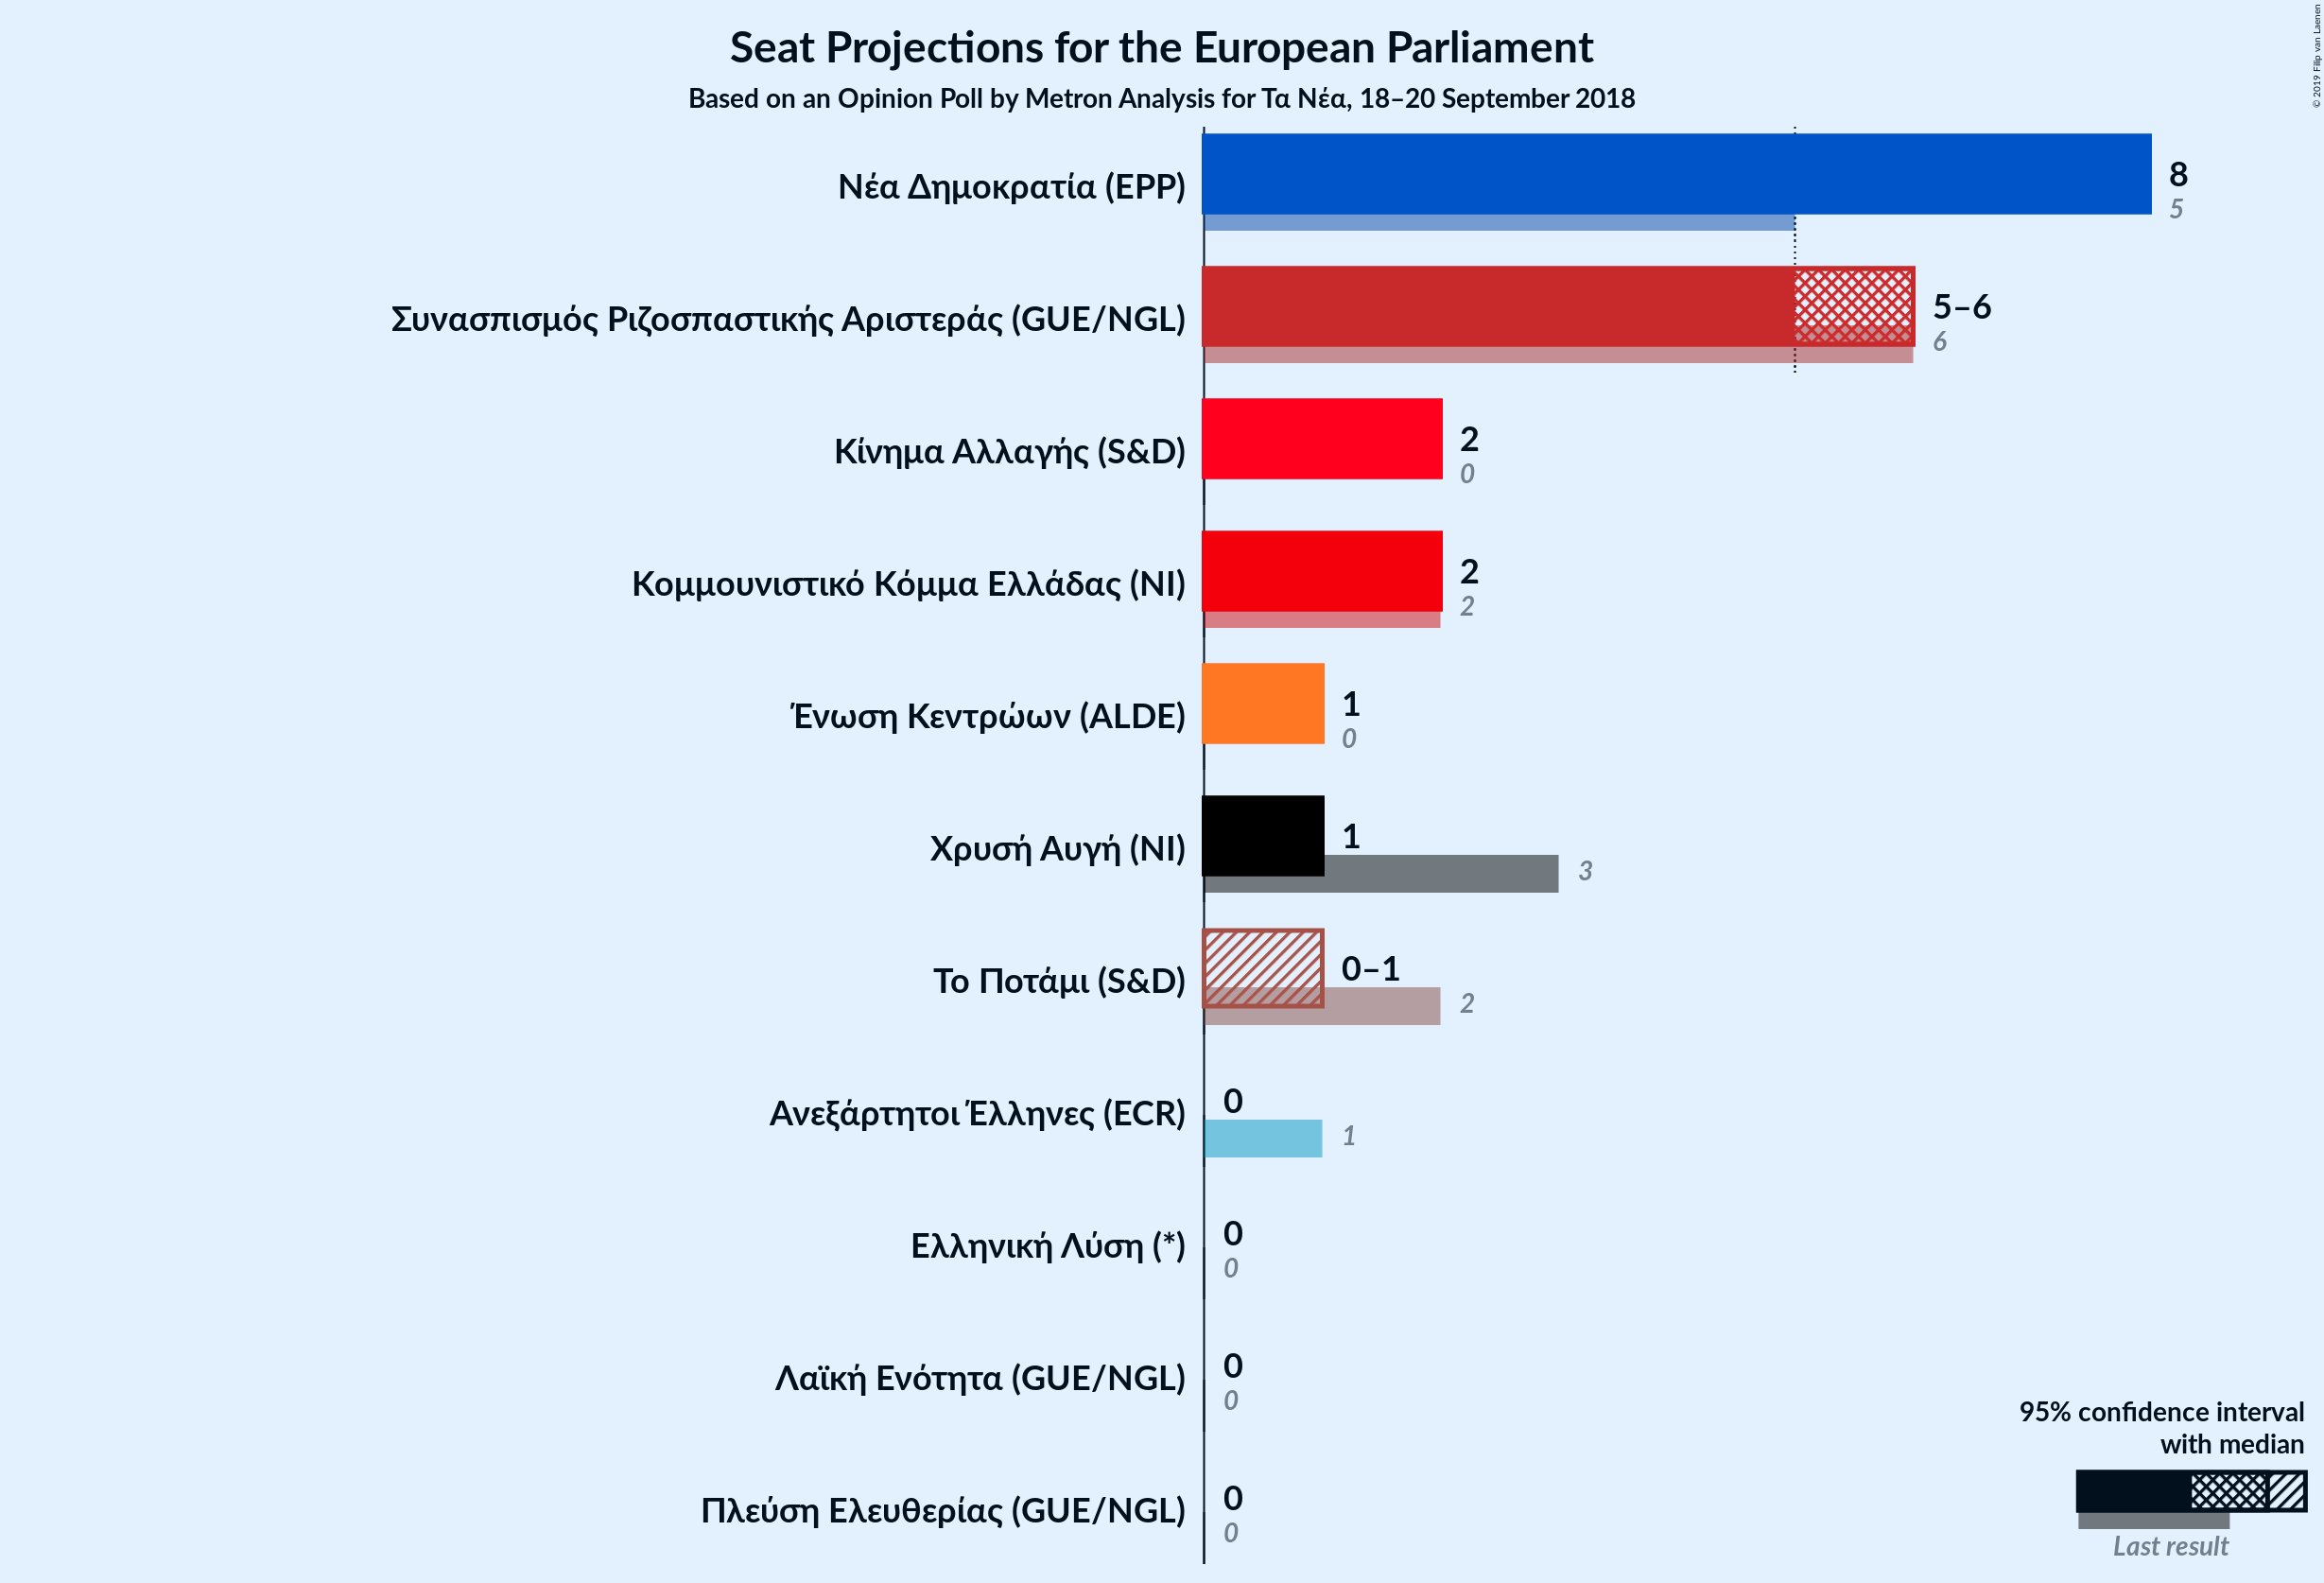 Seat Projections for the European Parliament
Based on an Opinion Poll by Metron Analysis for Τα Νέα, 18–20 September 2018
© 2019 Filip van Laenen
Νέα Δημοκρατία (EPP)
8
5
Συνασπισμός Ριζοσπαστικής Αριστεράς (GUE/NGL)
5–6
6
Κίνημα Αλλαγής (S&D)
2
0
Κομμουνιστικό Κόμμα Ελλάδας (NI)
2
2
Ένωση Κεντρώων (ALDE)
1
0
Χρυσή Αυγή (NI)
1
3
Το Ποτάμι (S&D)
0–1
2
Ανεξάρτητοι Έλληνες (ECR)
0
1
Ελληνική Λύση (*)
0
0
Λαϊκή Ενότητα (GUE/NGL)
0
0
Πλεύση Ελευθερίας (GUE/NGL)
0
0
95% confidence interval
with median
Last result